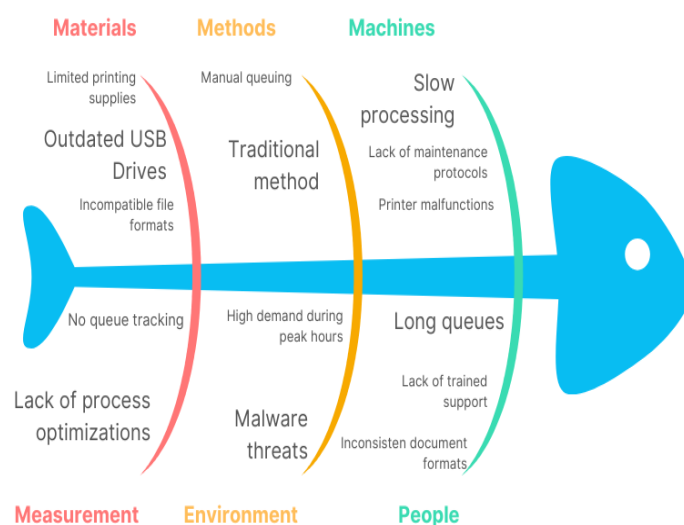 Materials
Methods
Machines
Limited printing
supplies
Outdated USB
Drives
Incompatible file
formats
Manual queuing
Traditional
method
Slow
processing
Lack of maintenance
protocols
Printer malfunctions
No queue tracking
Lack of process
optimizations
High demand during
peak hours
Malware
threats
Long queues
Lack of trained
support
Inconsisten document
formats
Measurement
Environment
People